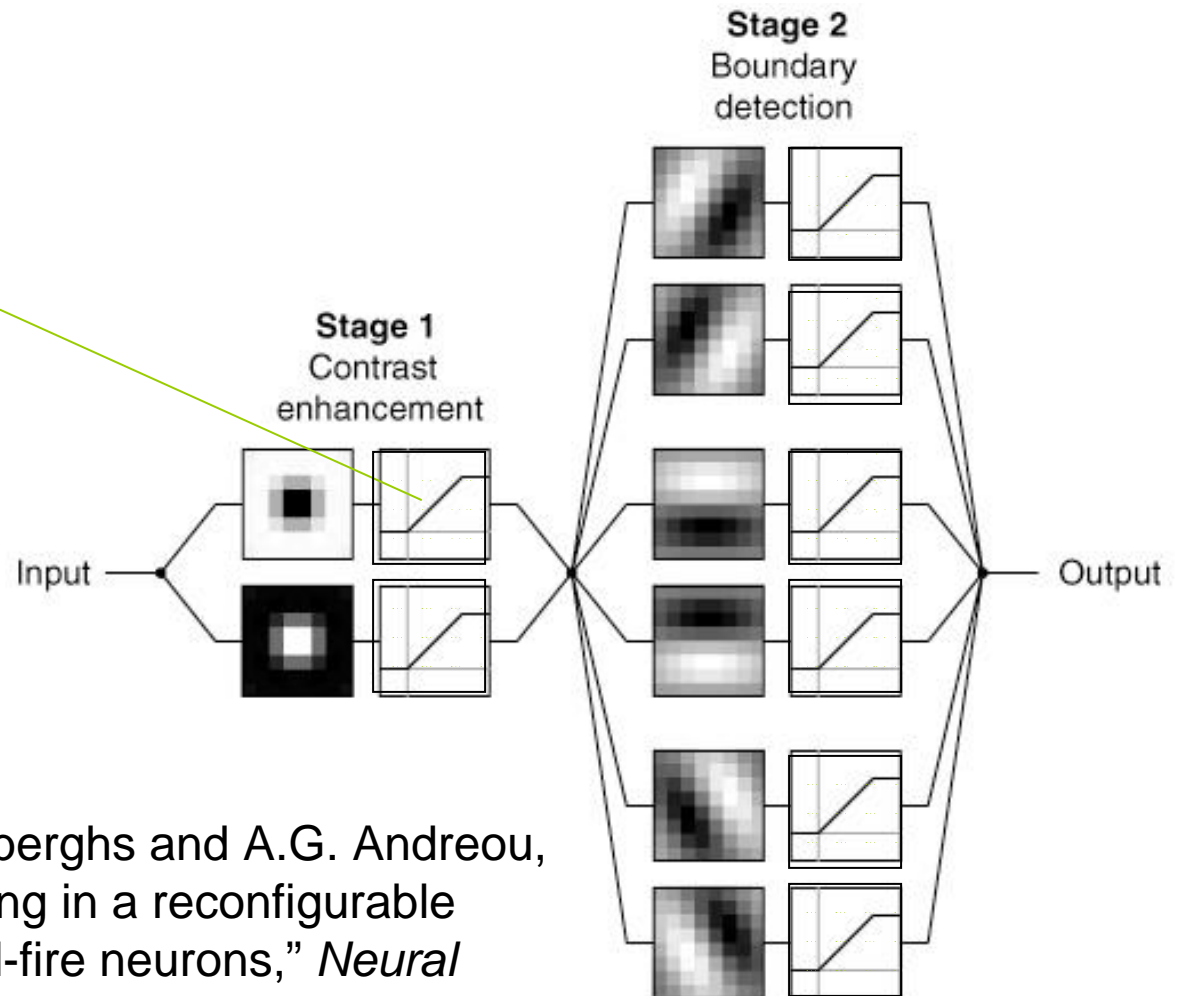 Stage 2
Boundary
detection
Stage 1
Contrast
enhancement
Input
Output
berghs and A.G. Andreou,
ng in a reconfigurable
l-fire neurons,” Neural